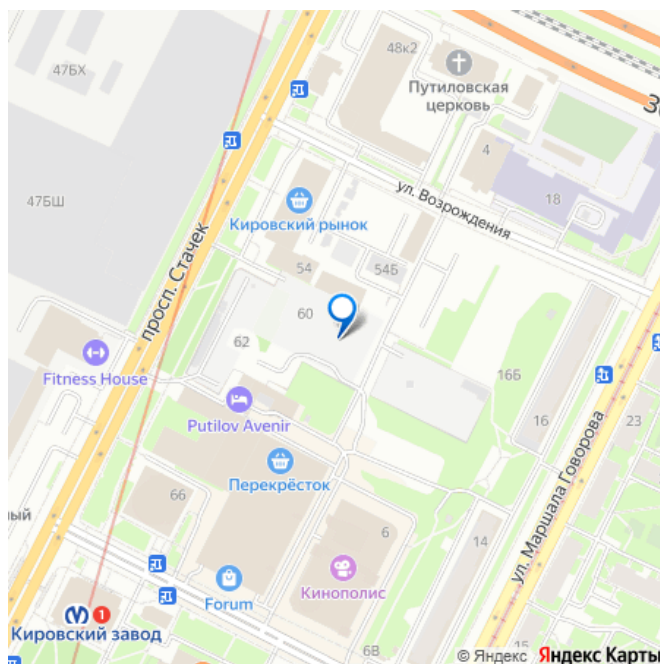 47БХ
48к2
Путиловская
церковь
4
18
ул. Возрождения
47БШ
Кировский рынок
54
54Б
просп. Стачек
60
62
Fitness House
16Б
Putilov Avenir
16
23
Перекрёсток
ул. Маршала Говорова
66
6
14
Кинополис
Forum
1
Кировский завод
6В
© Яндекс Яндекс Карты